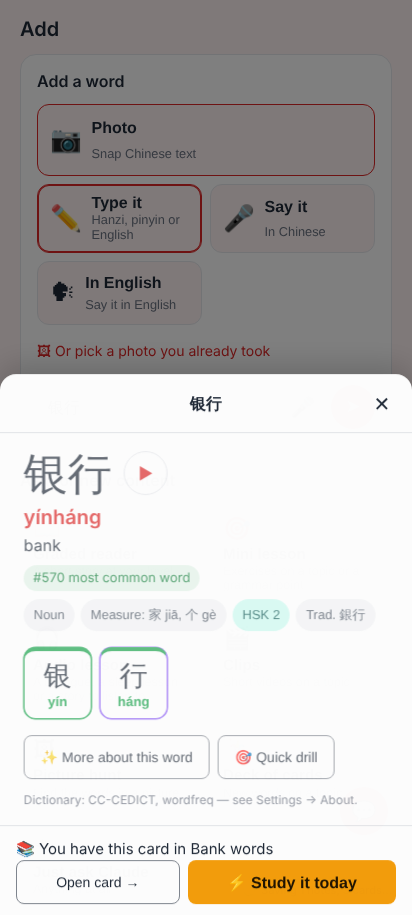 Add
Add a word
Photo
Snap Chinese text
Type it
Hanzi, pinyin or
English
Say it
In Chinese
In English
Say it in English
Or pick a photo you already took
银行
银行
yínháng
bank
#570 most common word
Noun
Measure: 家 jiā, 个 gè
HSK 2
Trad. 銀行
银
yín
行
háng
✨ More about this word
🎯 Quick drill
Dictionary: CC-CEDICT, wordfreq — see Settings → About.
📚 You have this card in Bank words
Open card →
⚡ Study it today